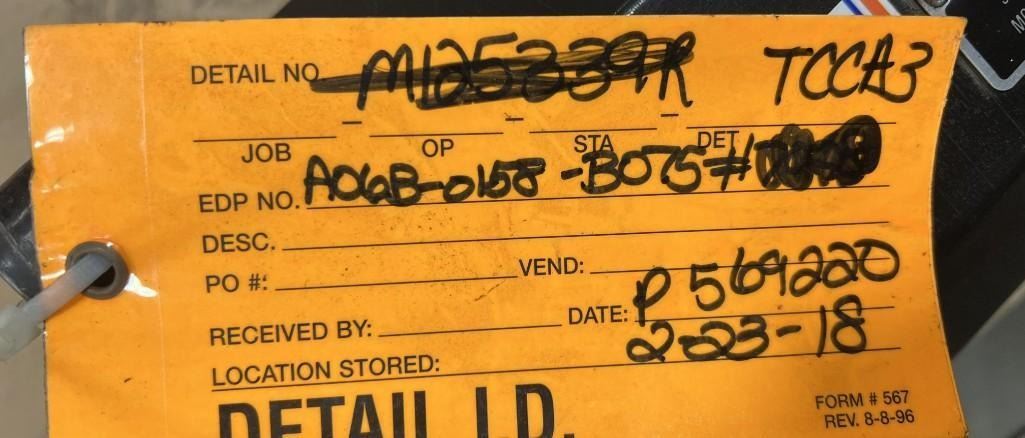 DETAIL NO. M125339R TCCA3
JOB – OP – STA – DET
EDP NO. A06B-0158-B075#
DESC.
PO #: VEND:
P 569220
RECEIVED BY: DATE:
2-23-18
LOCATION STORED:
DETAIL I.D.
FORM # 567
REV. 8-8-96